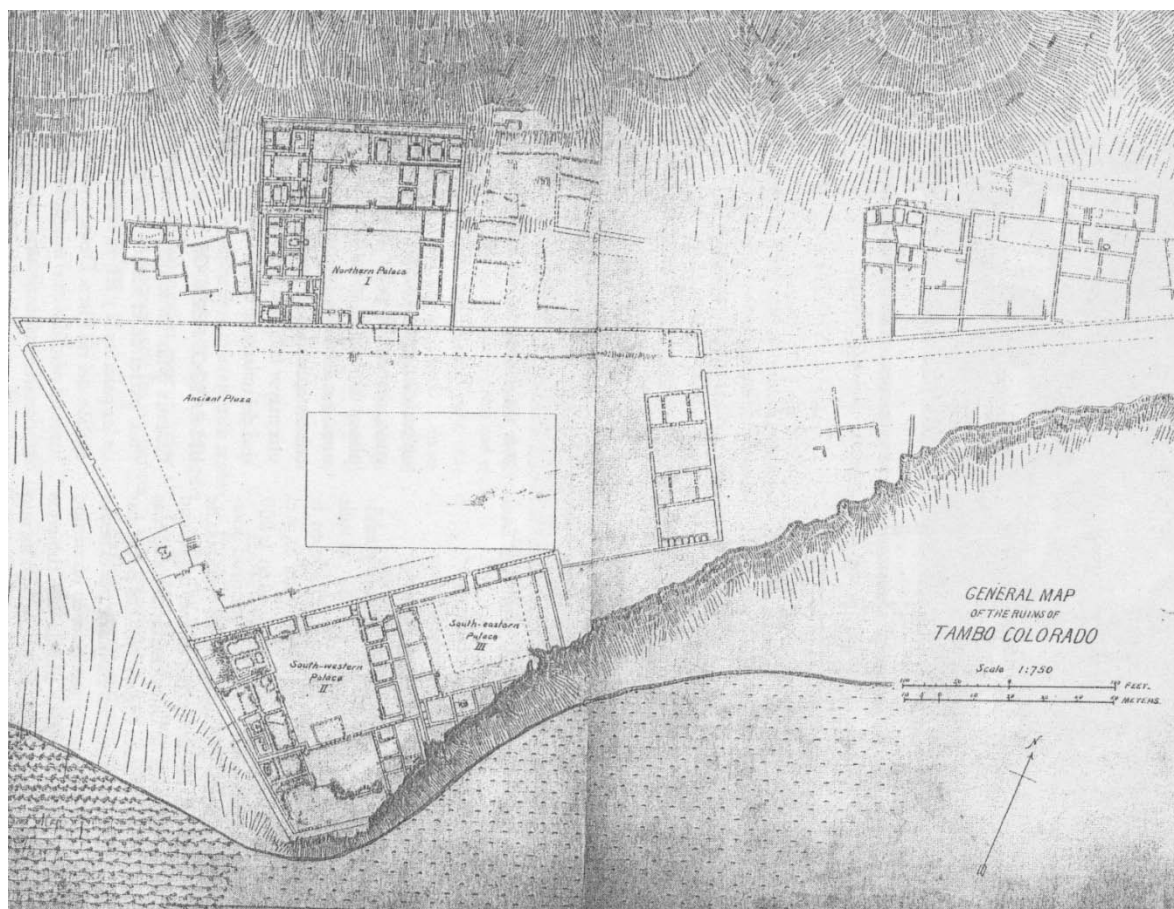 Northern Palace
I
Ancient Plaza
South-eastern
Palace
III
South-western
Palace
II
GENERAL MAP
OF THE RUINS OF
TAMBO COLORADO
Scale 1:750
FEET.
METERS.
N